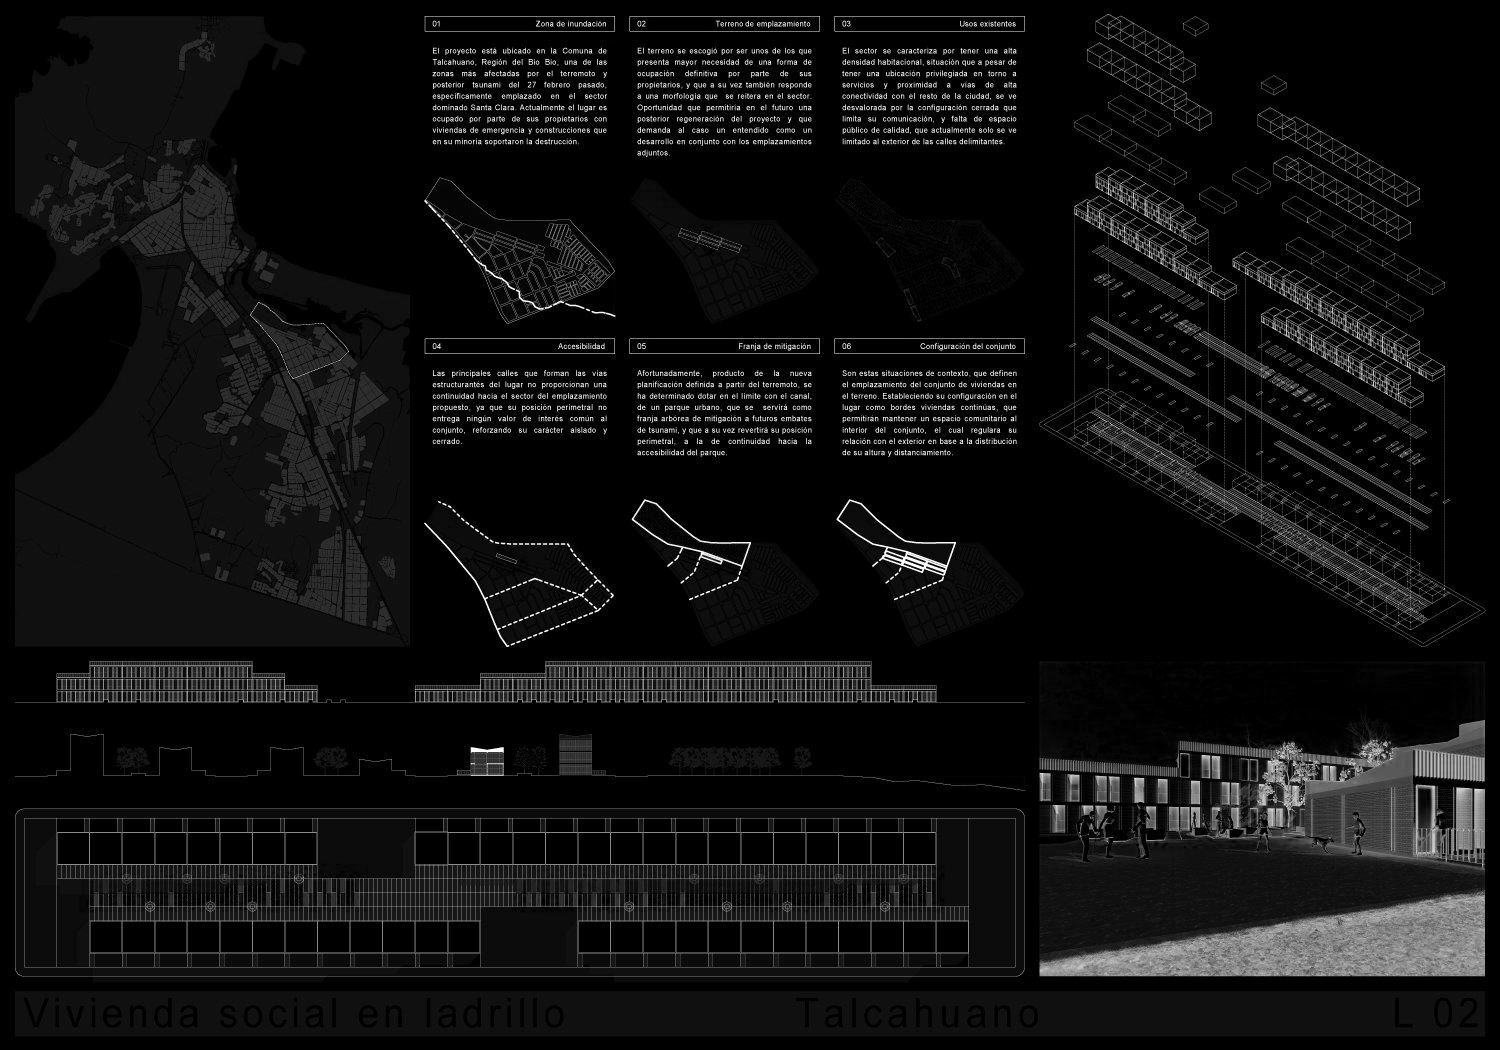 01 Zona de inundación
El proyecto está ubicado en la Comuna de
Talcahuano, Región del Bio Bio, una de las
zonas más afectadas por el terremoto y
posterior tsunami del 27 febrero pasado,
específicamente emplazado en el sector
dominado Santa Clara. Actualmente el lugar es
ocupado por parte de sus propietarios con
viviendas de emergencia y construcciones que
en su minoría soportaron la destrucción.
02 Terreno de emplazamiento
El terreno se escogió por ser unos de los que
presenta mayor necesidad de una forma de
ocupación definitiva por parte de sus
propietarios, y que a su vez también responde
a una morfología que se reitera en el sector.
Oportunidad que permitiria en el futuro una
posterior regeneración del proyecto y que
demanda al caso un entendido como un
desarrollo en conjunto con los emplazamientos
adjuntos.
03 Usos existentes
El sector se caracteriza por tener una alta
densidad habitacional, situación que a pesar de
tener una ubicación privilegiada en torno a
servicios y proximidad a vias de alta
conectividad con el resto de la ciudad, se ve
desvalorada por la configuración cerrada que
limita su comunicación, y falta de espacio
público de calidad, que actualmente solo se ve
limitado al exterior de las calles delimitantes.
04 Accesibilidad
Las principales calles que forman las vías
estructurantes del lugar no proporcionan una
continuidad hacia el sector del emplazamiento
propuesto, ya que su posición perimetral no
entrega ningún valor de interés común al
conjunto, reforzando su carácter aislado y
cerrado.
05 Franja de mitigación
Afortunadamente, producto de la nueva
planificación definida a partir del terremoto, se
ha determinado dotar en el límite con el canal,
de un parque urbano, que se servirá como
franja arbórea de mitigación a futuros embates
de tsunami, y que a su vez revertirá su posición
perimetral, a la de continuidad hacia la
accesibilidad del parque.
06 Configuración del conjunto
Son estas situaciones de contexto, que definen
el emplazamiento del conjunto de viviendas en
el terreno. Estableciendo su configuración en el
lugar como bordes viviendas continúas, que
permitirán mantener un espacio comunitario al
interior del conjunto, el cual regulara su
relación con el exterior en base a la distribución
de su altura y distanciamiento.
Vivienda social en ladrillo Talcahuano L 02